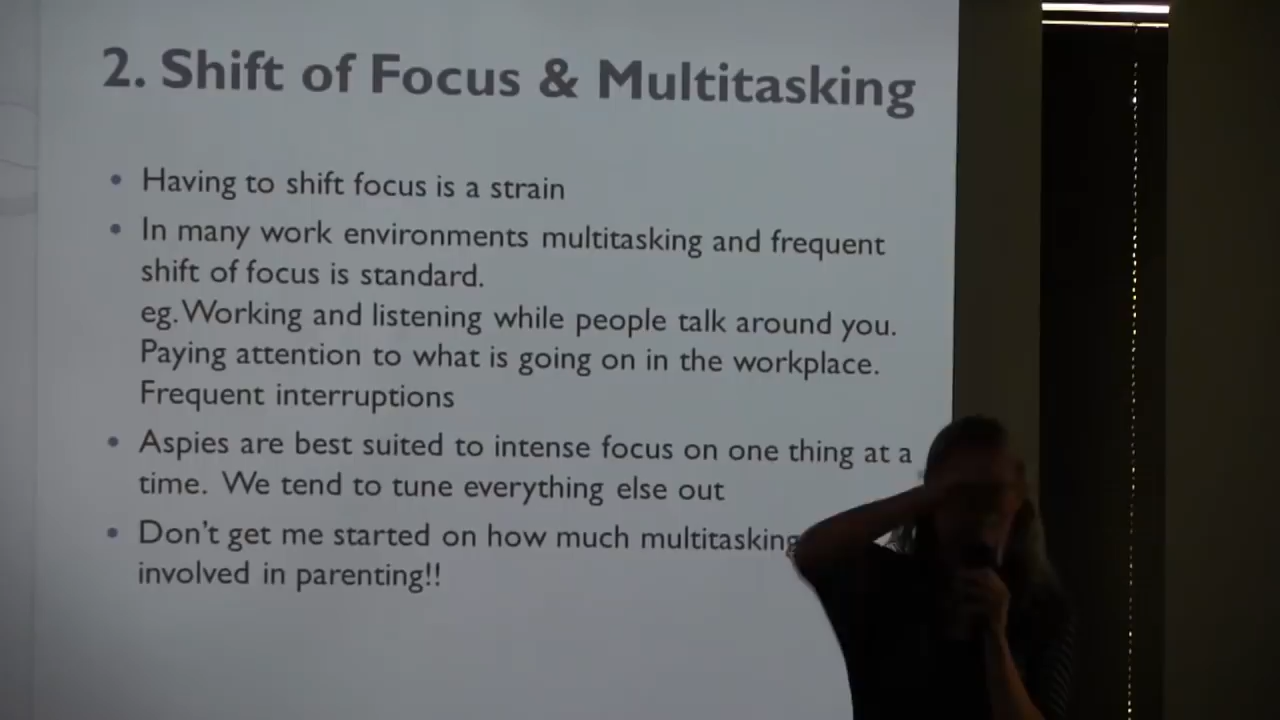 2. Shift of Focus & Multitasking
• Having to shift focus is a strain
• In many work environments multitasking and frequent
shift of focus is standard.
eg. Working and listening while people talk around you.
Paying attention to what is going on in the workplace.
Frequent interruptions
• Aspies are best suited to intense focus on one thing at a
time. We tend to tune everything else out
• Don't get me started on how much multitasking
involved in parenting!!